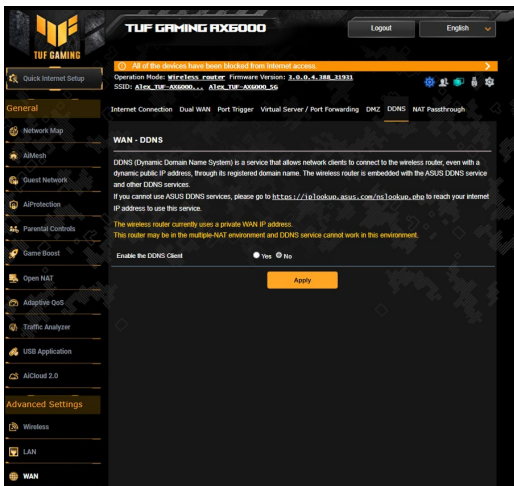 TUF GAMING
TUF GAMING AX6000
Logout
English
All of the devices have been blocked from Internet access.
Quick Internet Setup
Operation Mode: Wireless router Firmware Version: 3.0.0.4.388_31931
SSID: Alex_TUF-AX6000... Alex_TUF-AX6000_5G
General
Internet Connection Dual WAN Port Trigger Virtual Server / Port Forwarding DMZ DDNS NAT Passthrough
Network Map
AiMesh
Guest Network
AiProtection
Parental Controls
Game Boost
Open NAT
Adaptive QoS
Traffic Analyzer
USB Application
AiCloud 2.0
Advanced Settings
Wireless
LAN
WAN
WAN - DDNS
DDNS (Dynamic Domain Name System) is a service that allows network clients to connect to the wireless router, even with a
dynamic public IP address, through its registered domain name. The wireless router is embedded with the ASUS DDNS service
and other DDNS services.
If you cannot use ASUS DDNS services, please go to https://iplookup.asus.com/nslookup.php to reach your internet
IP address to use this service.
The wireless router currently uses a private WAN IP address.
This router may be in the multiple-NAT environment and DDNS service cannot work in this environment.
Enable the DDNS Client Yes No
Apply